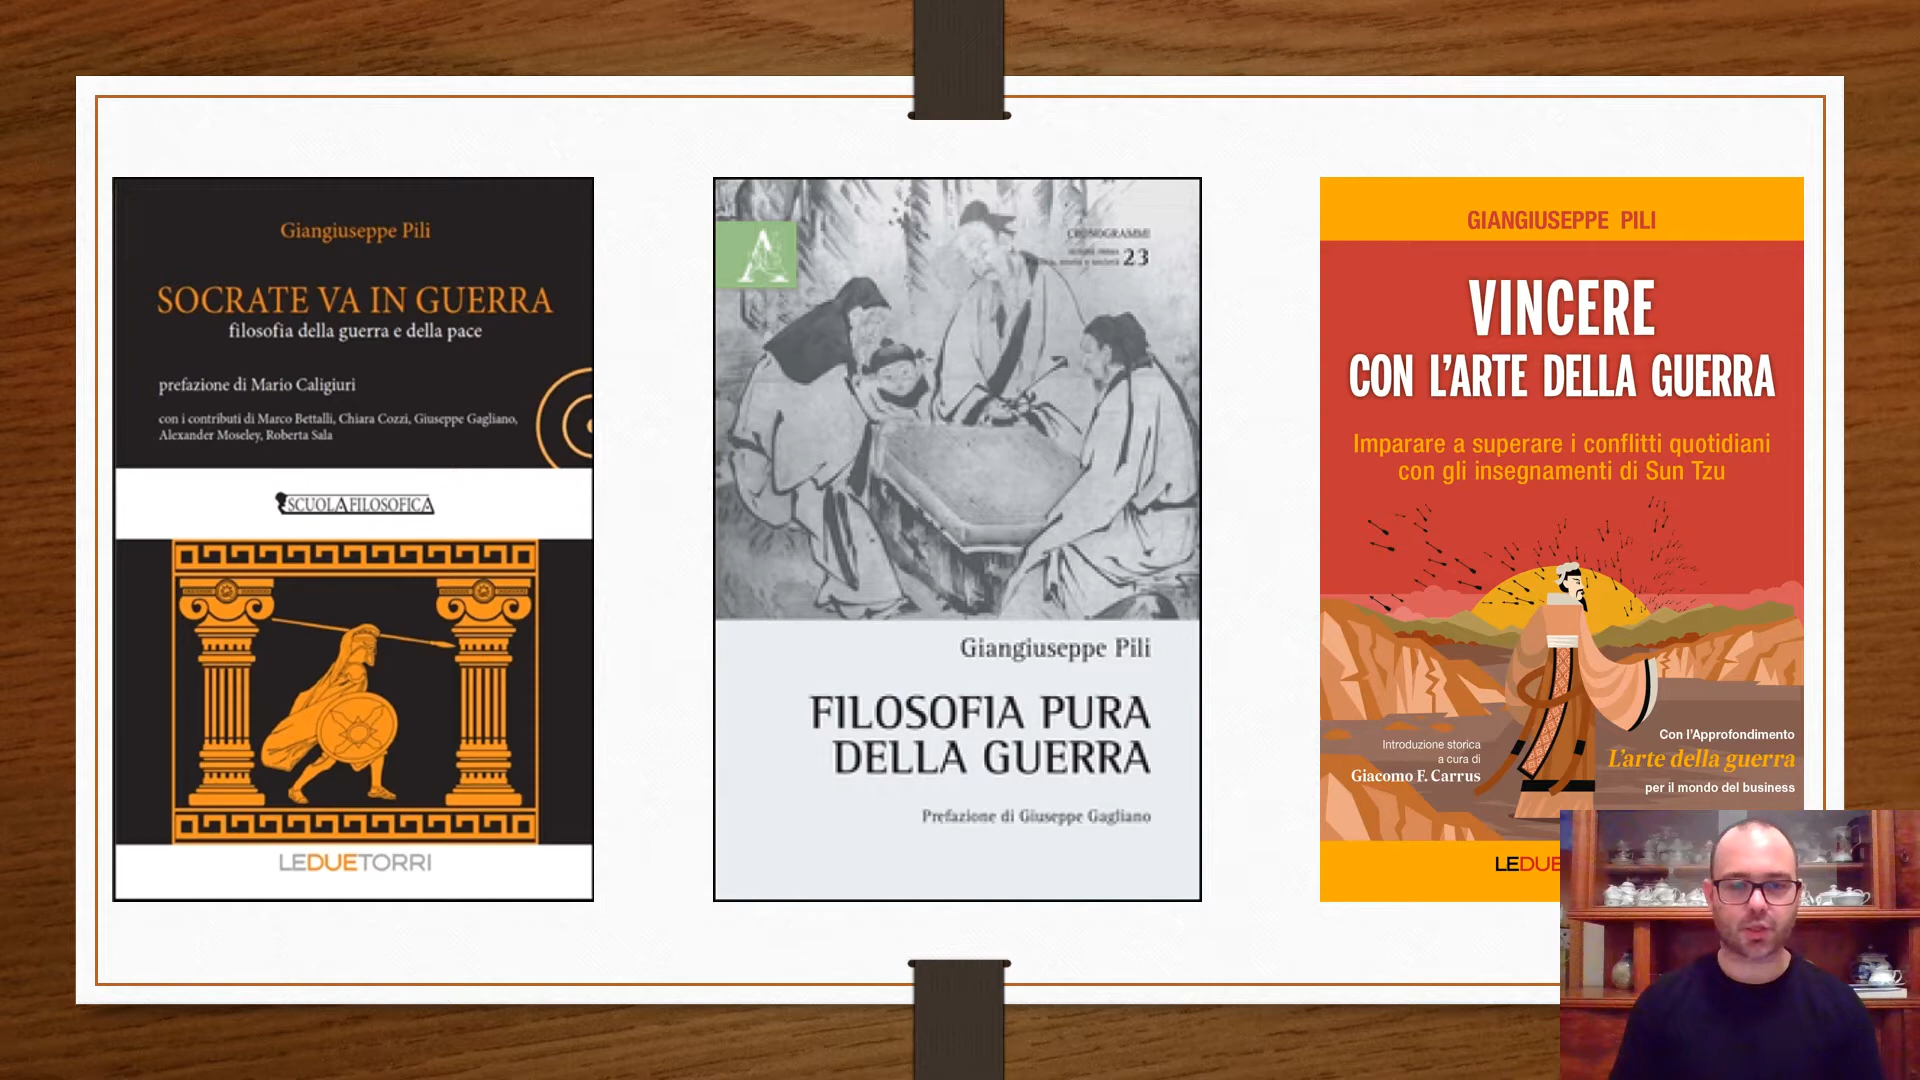 Giangiuseppe Pili
SOCRATE VA IN GUERRA
filosofia della guerra e della pace
prefazione di Mario Caligiuri
con i contributi di Marco Bettalli, Chiara Cozzi, Giuseppe Gagliano,
Alexander Moseley, Roberta Sala
SCUOLAFILOSOFICA
LEDUETORRI
A
CRONOGRAMMI
23
Giangiuseppe Pili
FILOSOFIA PURA
DELLA GUERRA
Prefazione di Giuseppe Gagliano
GIANGIUSEPPE PILI
VINCERE
CON L'ARTE DELLA GUERRA
Imparare a superare i conflitti quotidiani
con gli insegnamenti di Sun Tzu
Introduzione storica
a cura di
Giacomo F. Carrus
Con l'Approfondimento
L'arte della guerra
per il mondo del business
LEDUE